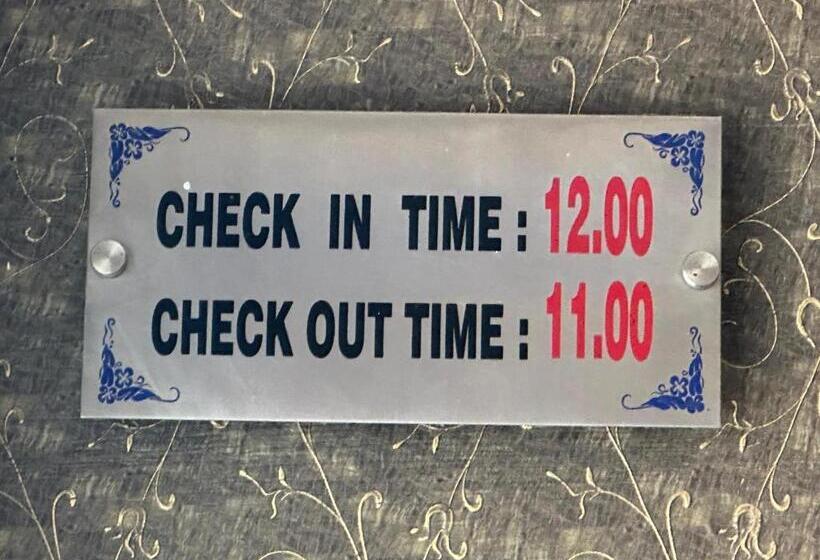 CHECK IN TIME : 12.00
CHECK OUT TIME : 11.00